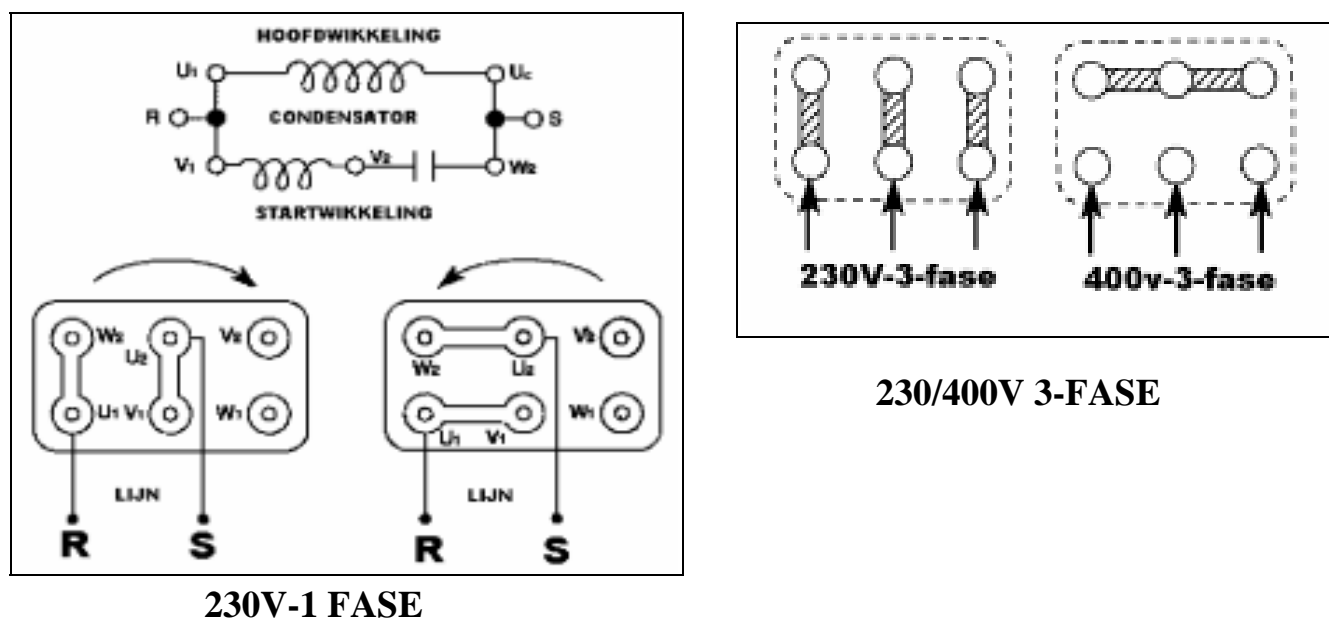 HOOFDWIKKELING
U1 Uc
R CONDENSATOR S
V1 V2 W2
STARTWIKKELING
W2 U2 V2
U1 V1 W1
LIJN
R S
W2 U2 V2
U1 V1 W1
LIJN
R S
230V-1 FASE
230V-3-fase 400v-3-fase
230/400V 3-FASE